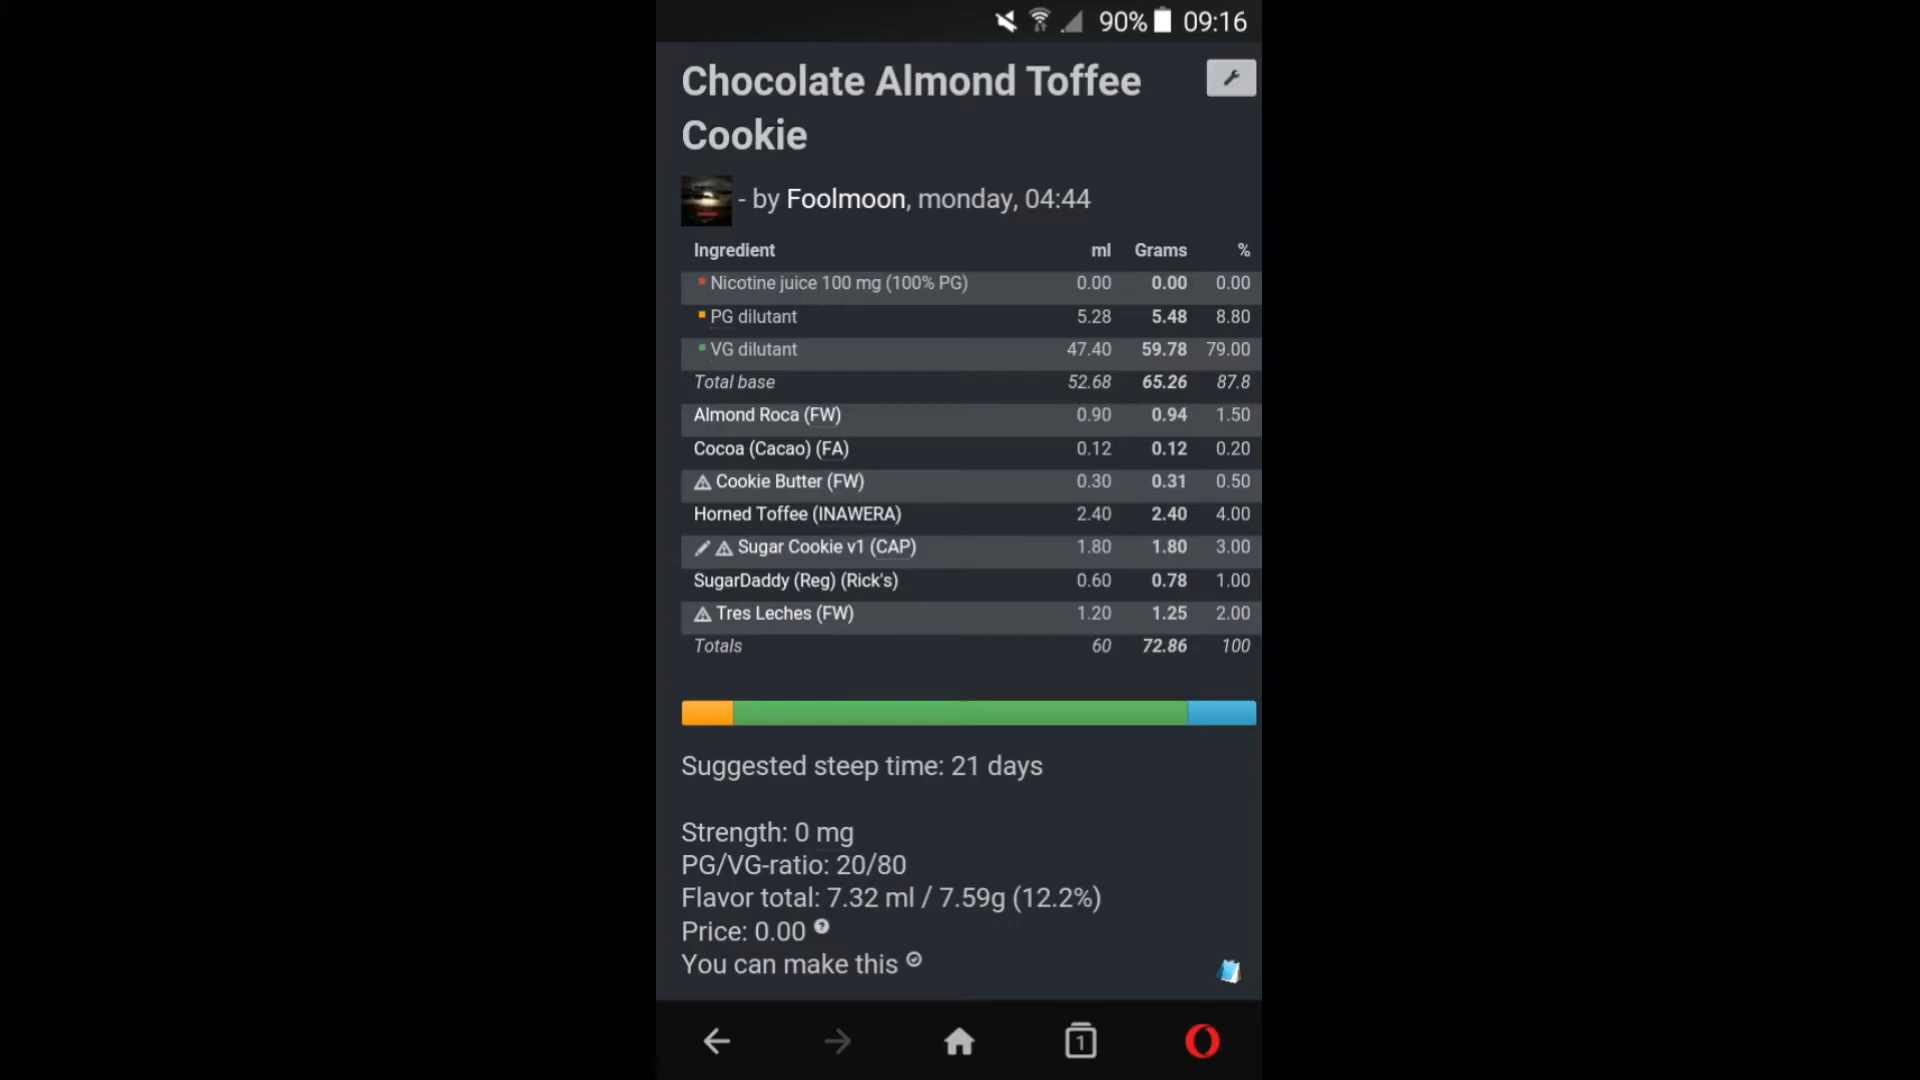 90% 09:16
Chocolate Almond Toffee
Cookie
- by Foolmoon, monday, 04:44
Ingredient ml Grams %
Nicotine juice 100 mg (100% PG) 0.00 0.00 0.00
PG dilutant 5.28 5.48 8.80
VG dilutant 47.40 59.78 79.00
Total base 52.68 65.26 87.8
Almond Roca (FW) 0.90 0.94 1.50
Cocoa (Cacao) (FA) 0.12 0.12 0.20
Cookie Butter (FW) 0.30 0.31 0.50
Horned Toffee (INAWERA) 2.40 2.40 4.00
Sugar Cookie v1 (CAP) 1.80 1.80 3.00
SugarDaddy (Reg) (Rick's) 0.60 0.78 1.00
Tres Leches (FW) 1.20 1.25 2.00
Totals 60 72.86 100
Suggested steep time: 21 days
Strength: 0 mg
PG/VG-ratio: 20/80
Flavor total: 7.32 ml / 7.59g (12.2%)
Price: 0.00 ?
You can make this
1